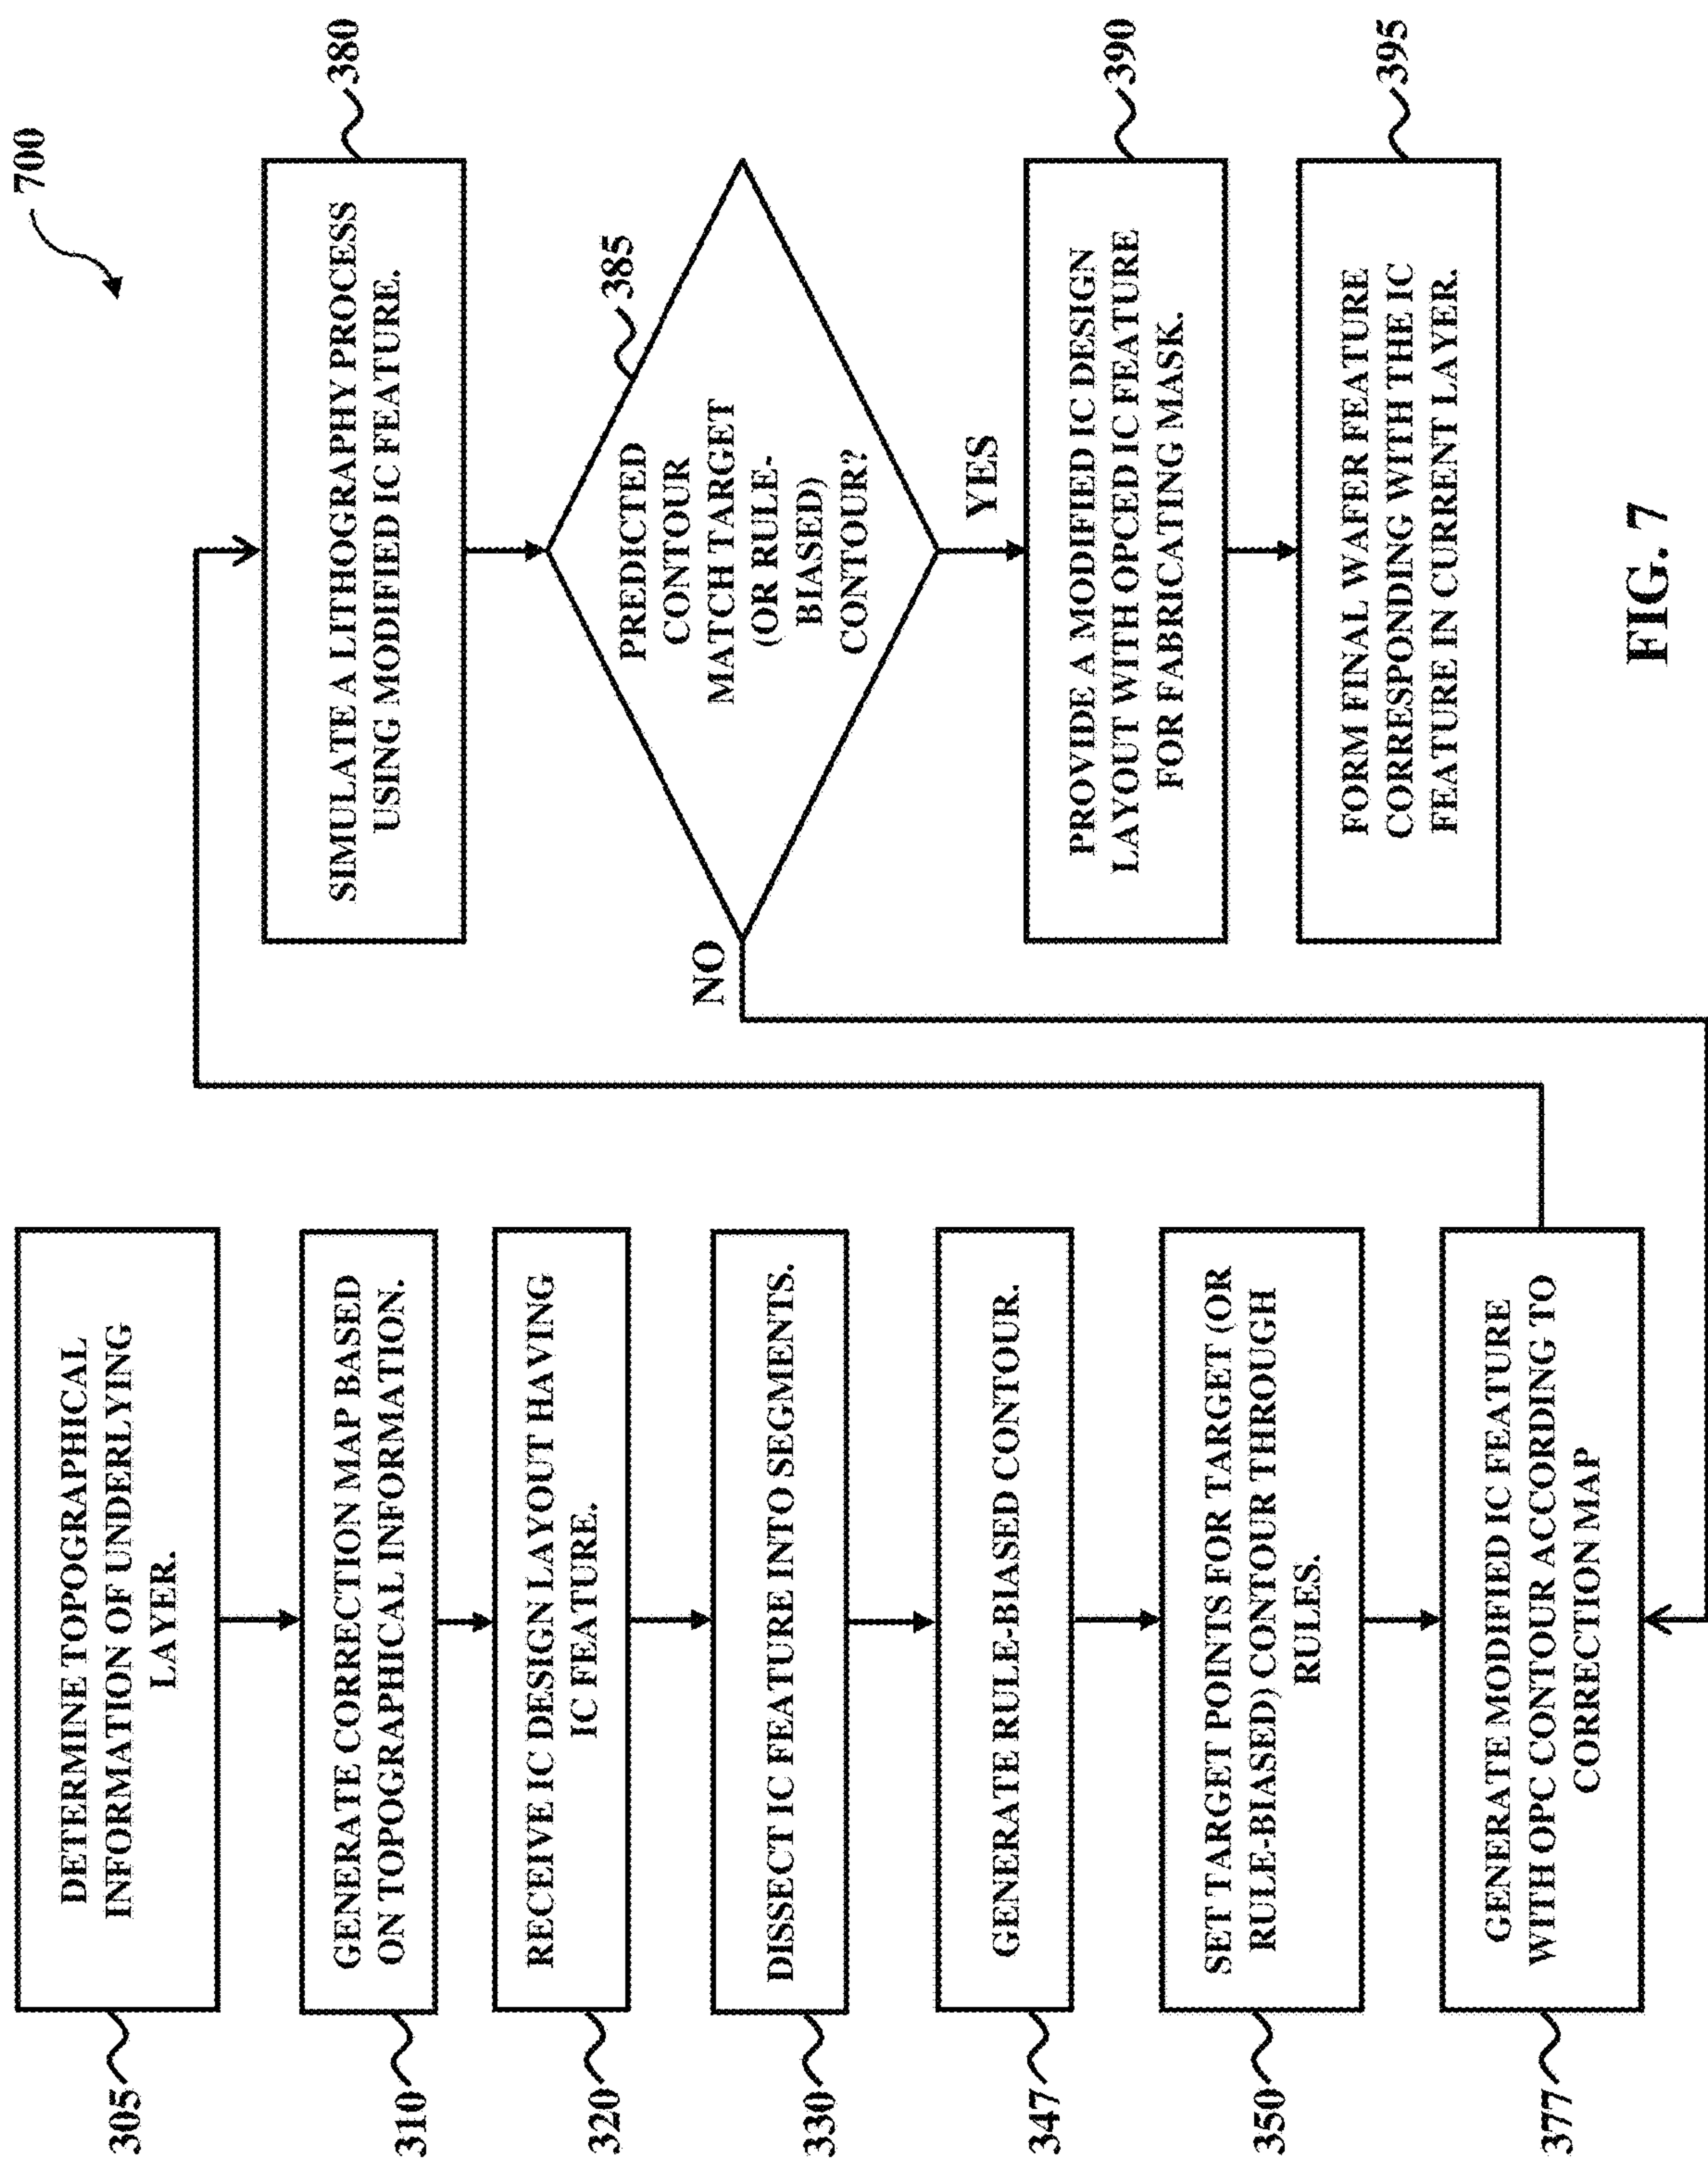 700
305
DETERMINE TOPOGRAPHICAL
INFORMATION OF UNDERLYING
LAYER.
310
GENERATE CORRECTION MAP BASED
ON TOPOGRAPHICAL INFORMATION.
320
RECEIVE IC DESIGN LAYOUT HAVING
IC FEATURE.
330
DISSECT IC FEATURE INTO SEGMENTS.
347
GENERATE RULE-BIASED CONTOUR.
350
SET TARGET POINTS FOR TARGET (OR
RULE-BIASED) CONTOUR THROUGH
RULES.
377
GENERATE MODIFIED IC FEATURE
WITH OPC CONTOUR ACCORDING TO
CORRECTION MAP
380
SIMULATE A LITHOGRAPHY PROCESS
USING MODIFIED IC FEATURE.
385
PREDICTED
CONTOUR
MATCH TARGET
(OR RULE-
BIASED)
CONTOUR?
NO
YES
390
PROVIDE A MODIFIED IC DESIGN
LAYOUT WITH OPCED IC FEATURE
FOR FABRICATING MASK.
395
FORM FINAL WAFER FEATURE
CORRESPONDING WITH THE IC
FEATURE IN CURRENT LAYER.
FIG. 7